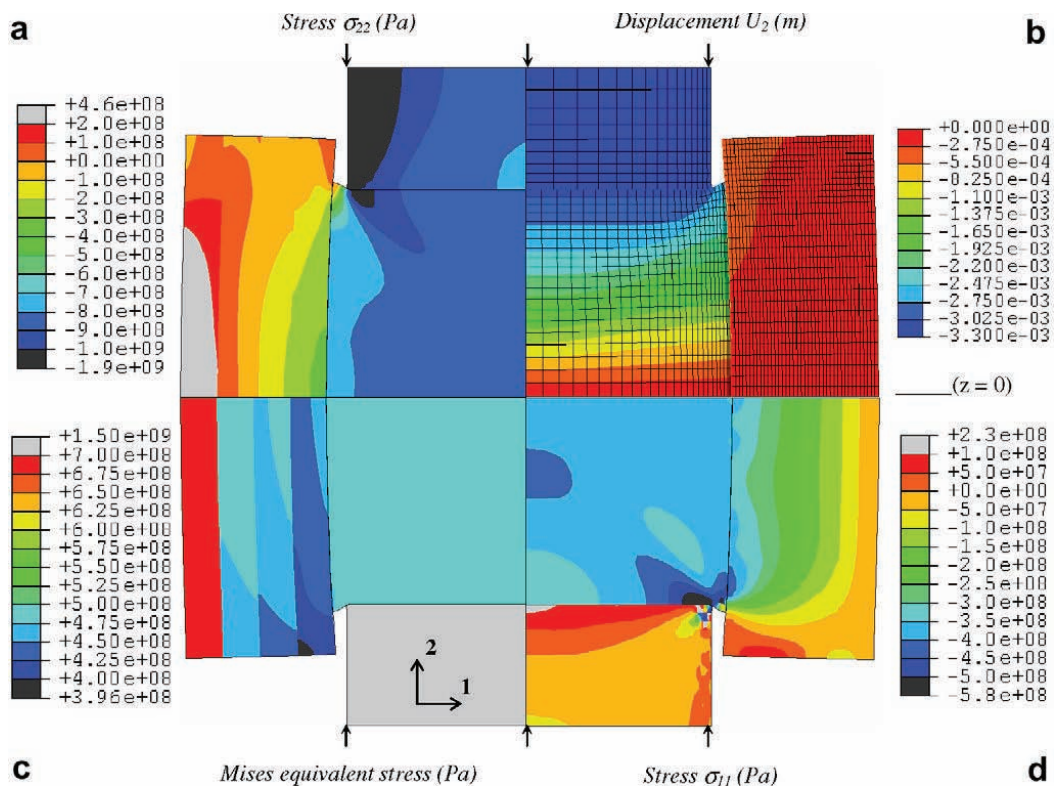 a
Stress σ22 (Pa)
Displacement U2 (m)
b
+4.6e+08
+2.0e+08
+1.0e+08
+0.0e+00
-1.0e+08
-2.0e+08
-3.0e+08
-4.0e+08
-5.0e+08
-6.0e+08
-7.0e+08
-8.0e+08
-9.0e+08
-1.0e+09
-1.9e+09
+0.000e+00
-2.750e-04
-5.500e-04
-8.250e-04
-1.100e-03
-1.375e-03
-1.650e-03
-1.925e-03
-2.200e-03
-2.475e-03
-2.750e-03
-3.025e-03
-3.300e-03
(z = 0)
+1.50e+09
+7.00e+08
+6.75e+08
+6.50e+08
+6.25e+08
+6.00e+08
+5.75e+08
+5.50e+08
+5.25e+08
+5.00e+08
+4.75e+08
+4.50e+08
+4.25e+08
+4.00e+08
+3.96e+08
2
1
+2.3e+08
+1.0e+08
+5.0e+07
+0.0e+00
-5.0e+07
-1.0e+08
-1.5e+08
-2.0e+08
-2.5e+08
-3.0e+08
-3.5e+08
-4.0e+08
-4.5e+08
-5.0e+08
-5.8e+08
c
Mises equivalent stress (Pa)
Stress σ11 (Pa)
d